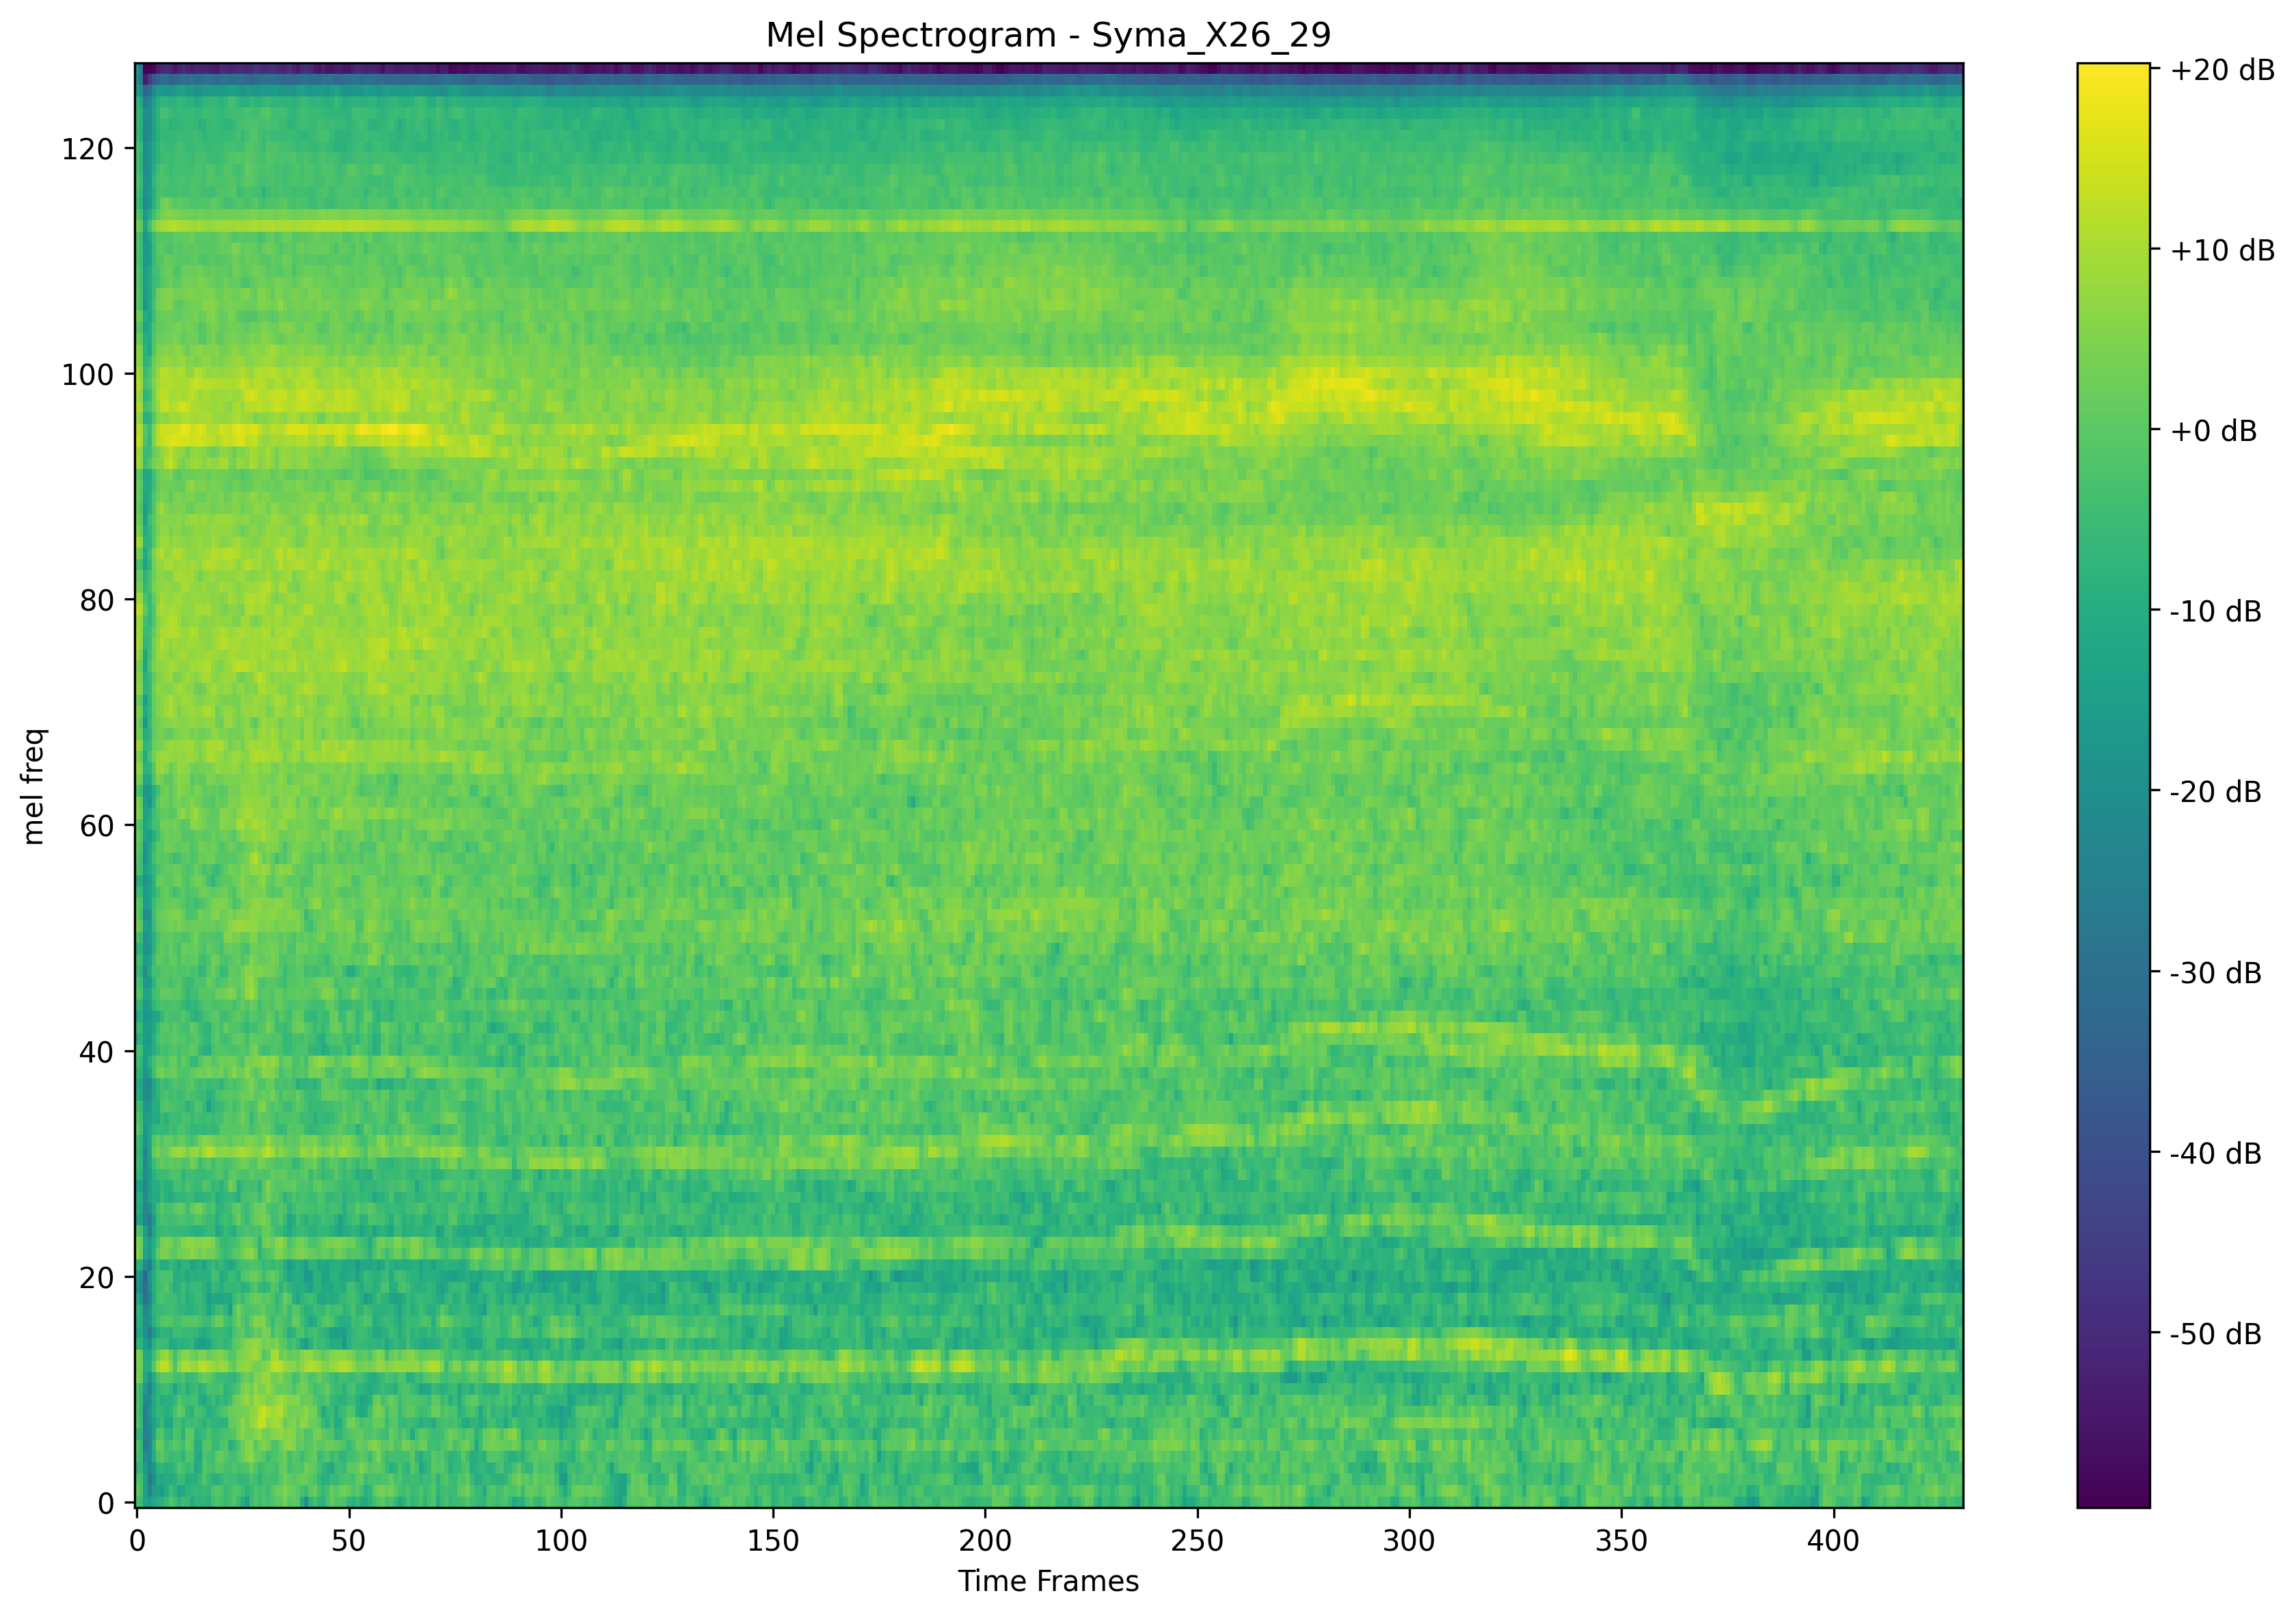 Mel Spectrogram - Syma_X26_29
mel freq
120
100
80
60
40
20
0
0 50 100 150 200 250 300 350 400
Time Frames
+20 dB
+10 dB
+0 dB
-10 dB
-20 dB
-30 dB
-40 dB
-50 dB